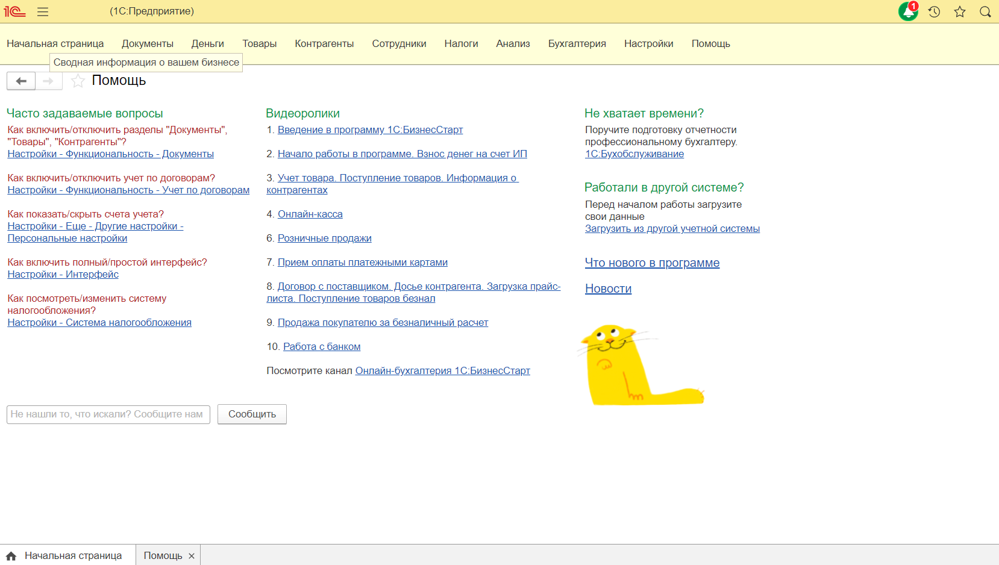 1С
(1С:Предприятие)
1
Начальная страница Документы Деньги Товары Контрагенты Сотрудники Налоги Анализ Бухгалтерия Настройки Помощь
Сводная информация о вашем бизнесе
Помощь
Часто задаваемые вопросы
Как включить/отключить разделы "Документы",
"Товары", "Контрагенты"?
Настройки - Функциональность - Документы
Как включить/отключить учет по договорам?
Настройки - Функциональность - Учет по договорам
Как показать/скрыть счета учета?
Настройки - Еще - Другие настройки -
Персональные настройки
Как включить полный/простой интерфейс?
Настройки - Интерфейс
Как посмотреть/изменить систему
налогообложения?
Настройки - Система налогообложения
Видеоролики
1. Введение в программу 1С:БизнесСтарт
2. Начало работы в программе. Взнос денег на счет ИП
3. Учет товара. Поступление товаров. Информация о
контрагентах
4. Онлайн-касса
6. Розничные продажи
7. Прием оплаты платежными картами
8. Договор с поставщиком. Досье контрагента. Загрузка прайс-
листа. Поступление товаров безнал
9. Продажа покупателю за безналичный расчет
10. Работа с банком
Посмотрите канал Онлайн-бухгалтерия 1С:БизнесСтарт
Не хватает времени?
Поручите подготовку отчетности
профессиональному бухгалтеру.
1С:Бухобслуживание
Работали в другой системе?
Перед началом работы загрузите
свои данные
Загрузить из другой учетной системы
Что нового в программе
Новости
Не нашли то, что искали? Сообщите нам
Сообщить
Начальная страница
Помощь